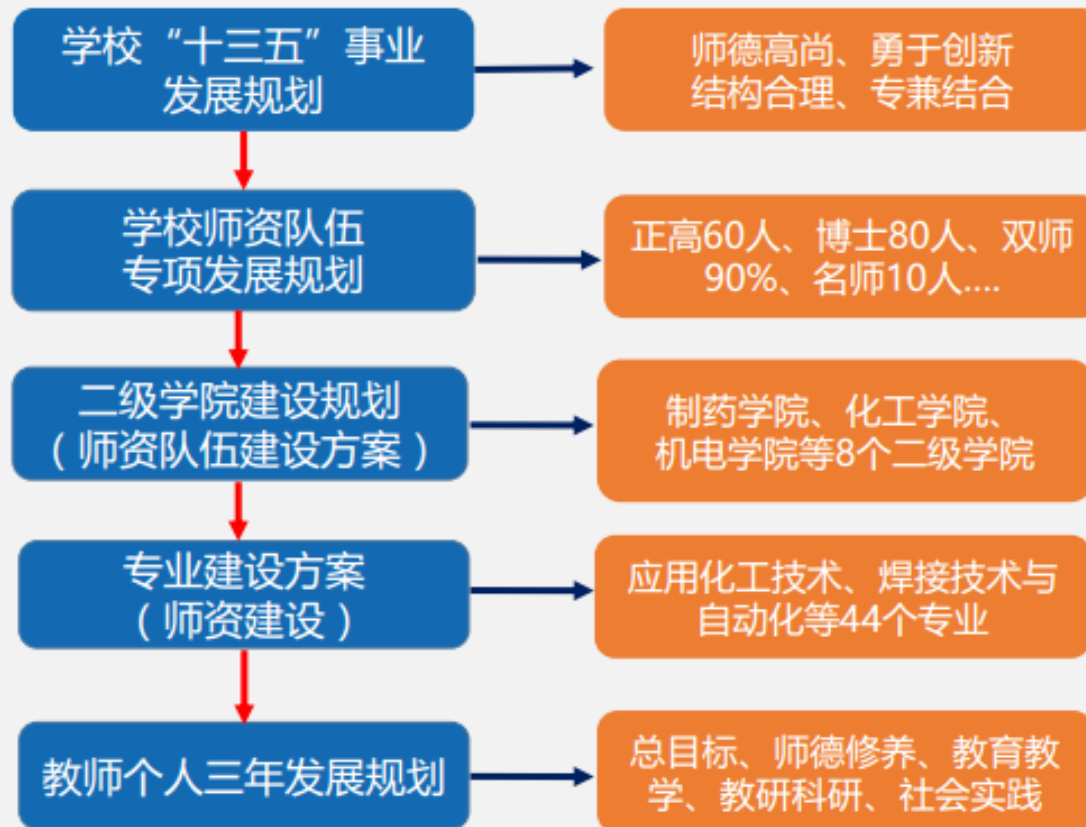 学校“十三五”事业
发展规划
师德高尚、勇于创新
结构合理、专兼结合
学校师资队伍
专项发展规划
正高60人、博士80人、双师
90%、名师10人....
二级学院建设规划
（师资队伍建设方案）
制药学院、化工学院、
机电学院等8个二级学院
专业建设方案
（师资建设）
应用化工技术、焊接技术与
自动化等44个专业
教师个人三年发展规划
总目标、师德修养、教育教
学、教研科研、社会实践